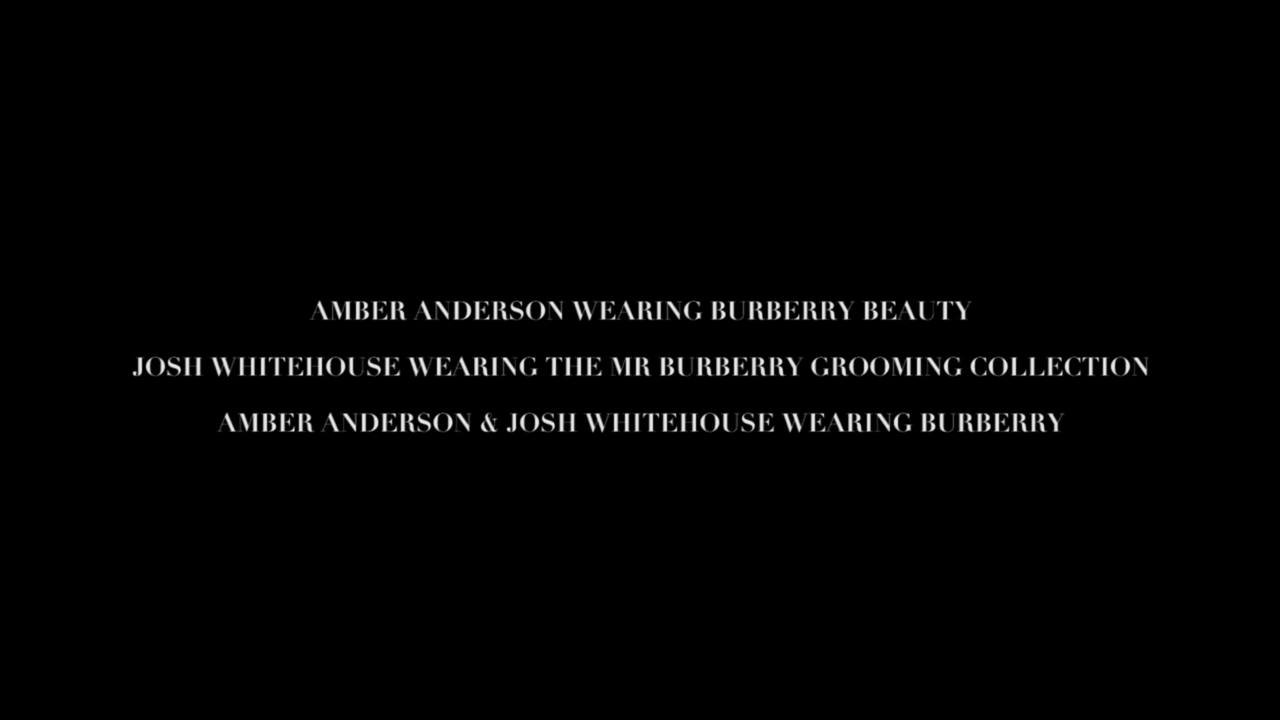 AMBER ANDERSON WEARING BURBERRY BEAUTY
JOSH WHITEHOUSE WEARING THE MR BURBERRY GROOMING COLLECTION
AMBER ANDERSON & JOSH WHITEHOUSE WEARING BURBERRY